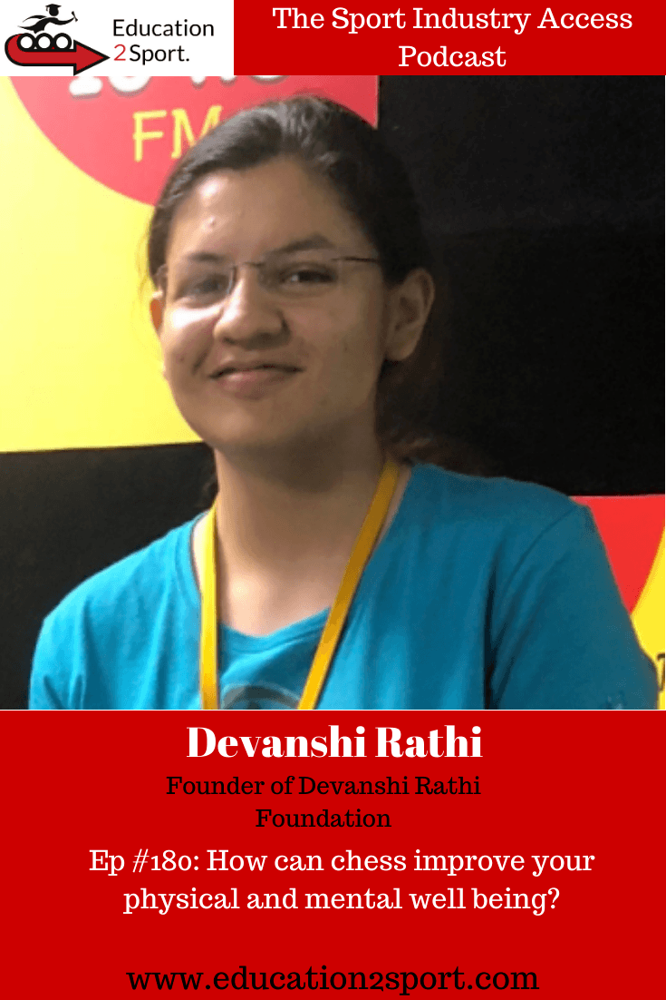 Education
2Sport.
The Sport Industry Access
Podcast
FM
Devanshi Rathi
Founder of Devanshi Rathi
Foundation
Ep #180: How can chess improve your
physical and mental well being?
www.education2sport.com